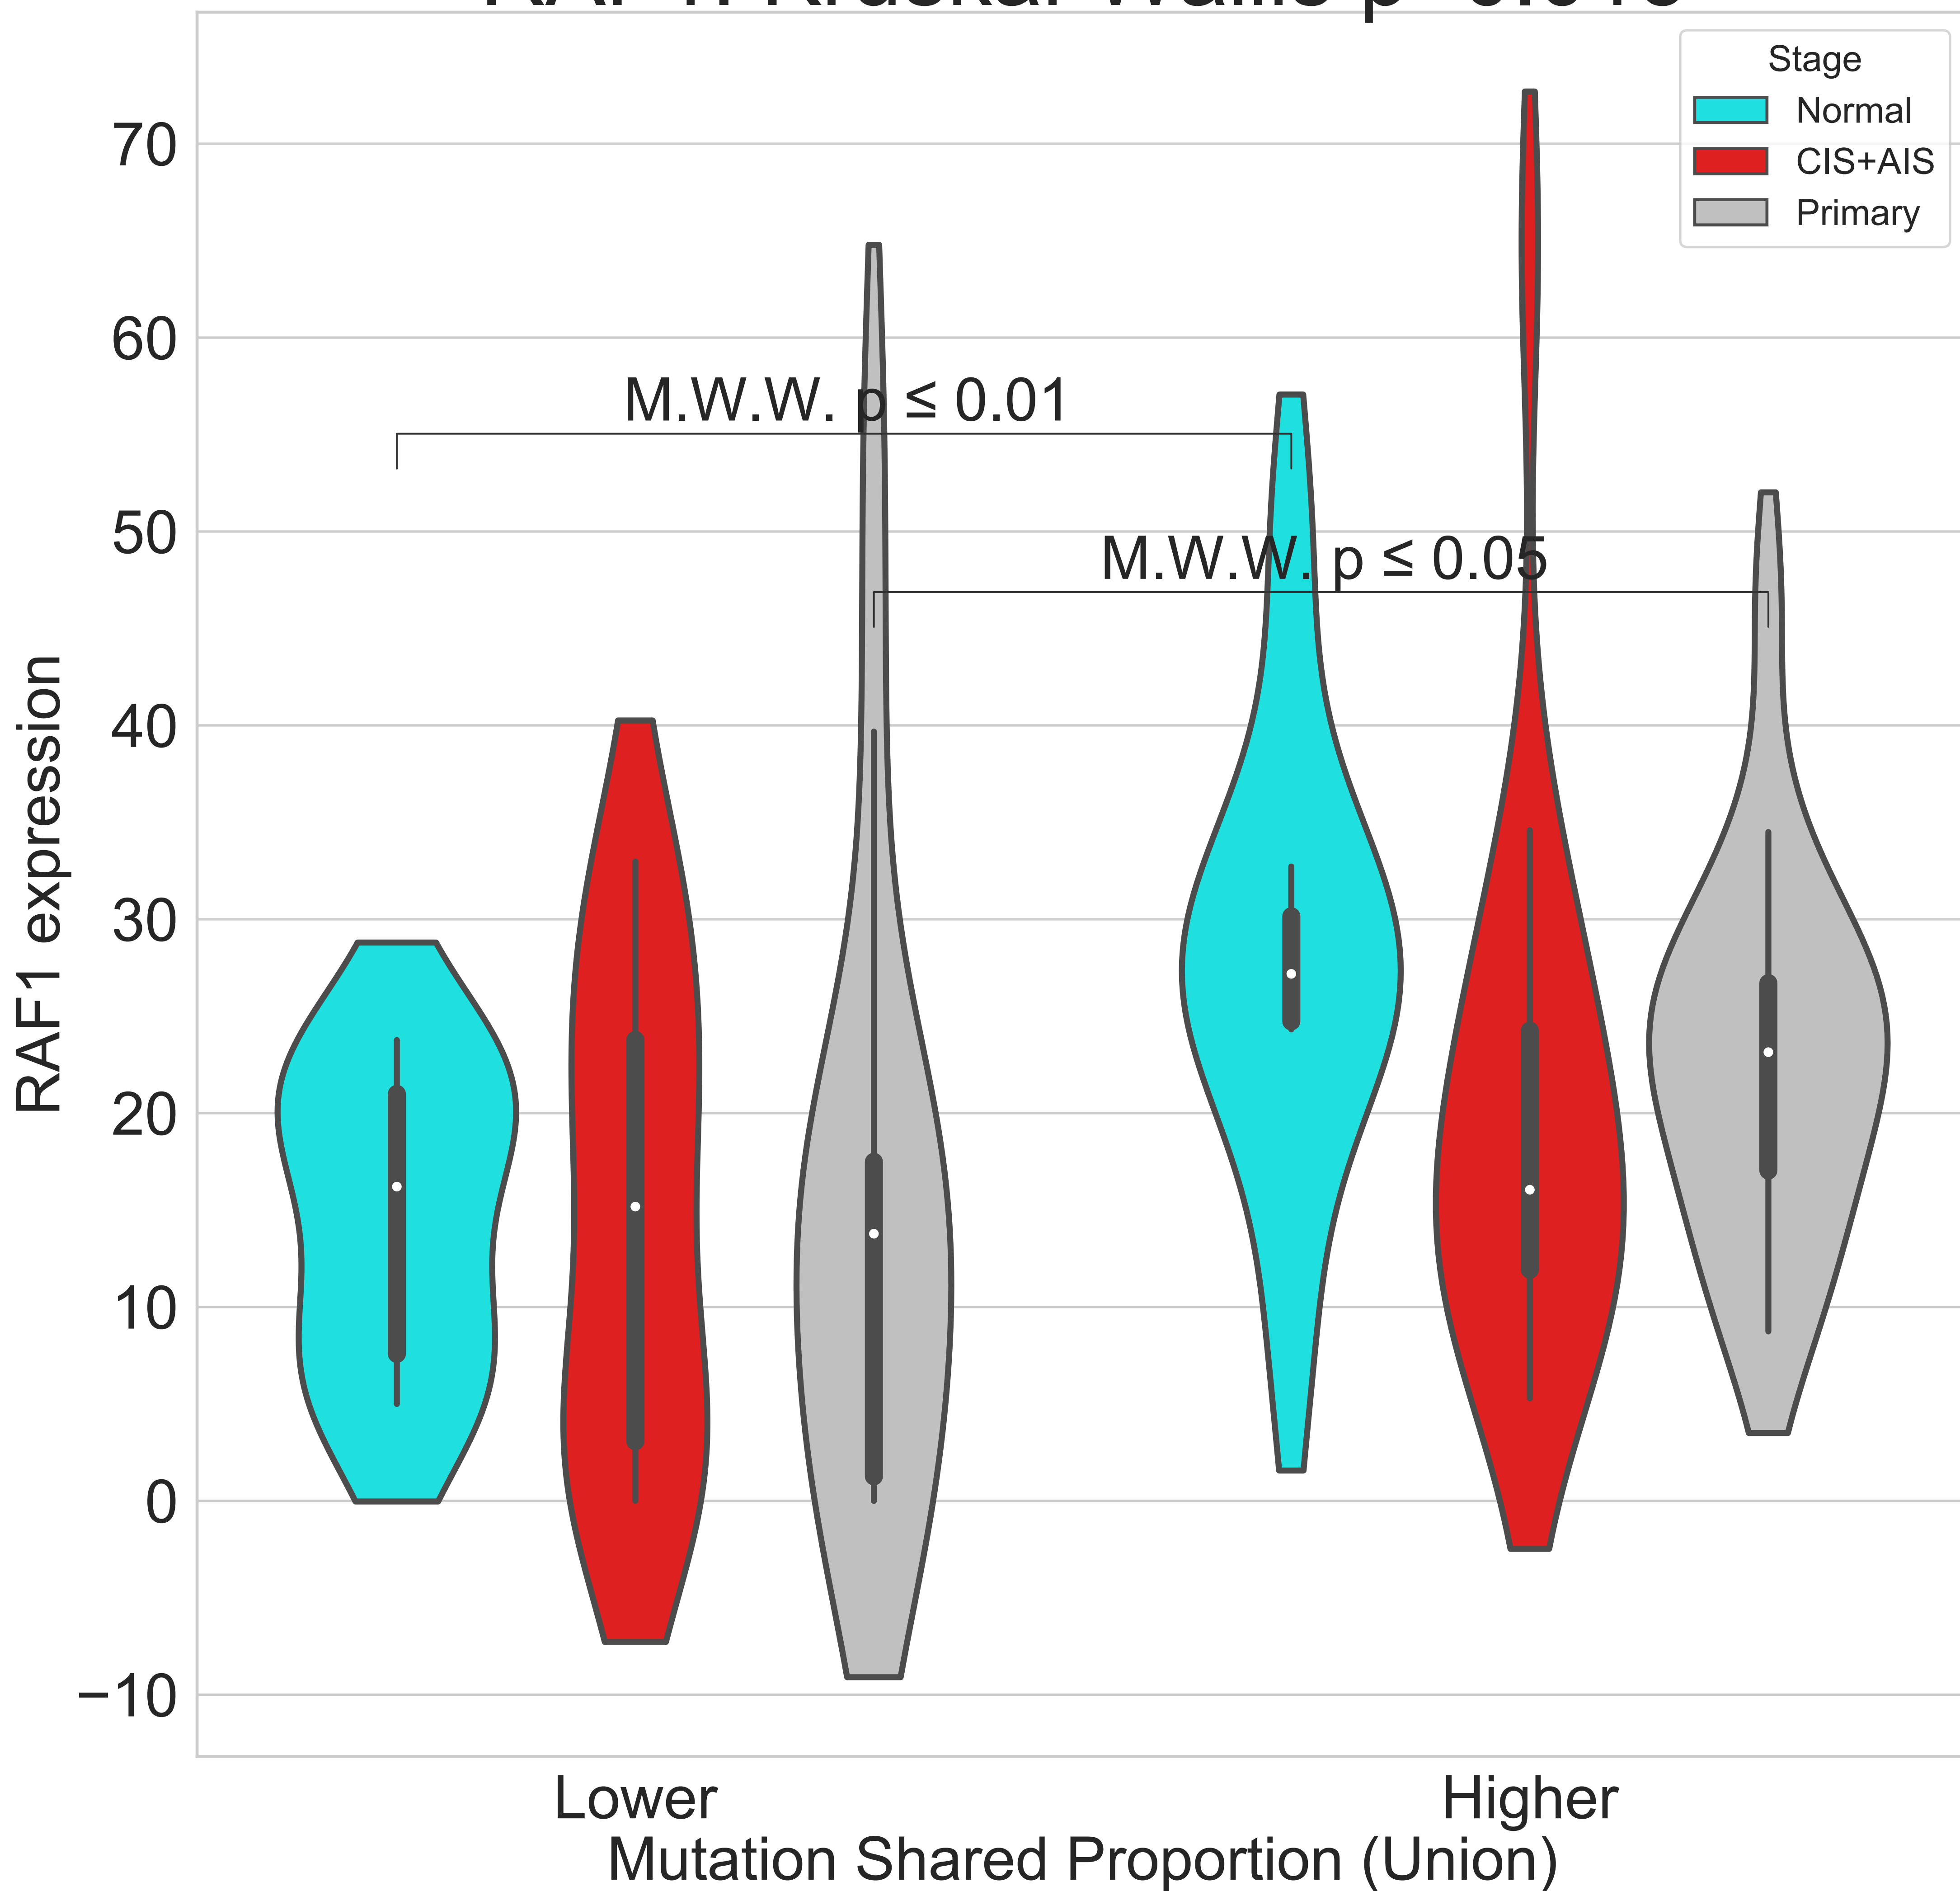 Stage
Normal
CIS+AIS
Primary
70
60
50
40
30
20
10
0
−10
RAF1 expression
M.W.W. p ≤ 0.01
M.W.W. p ≤ 0.05
Lower
Higher
Mutation Shared Proportion (Union)